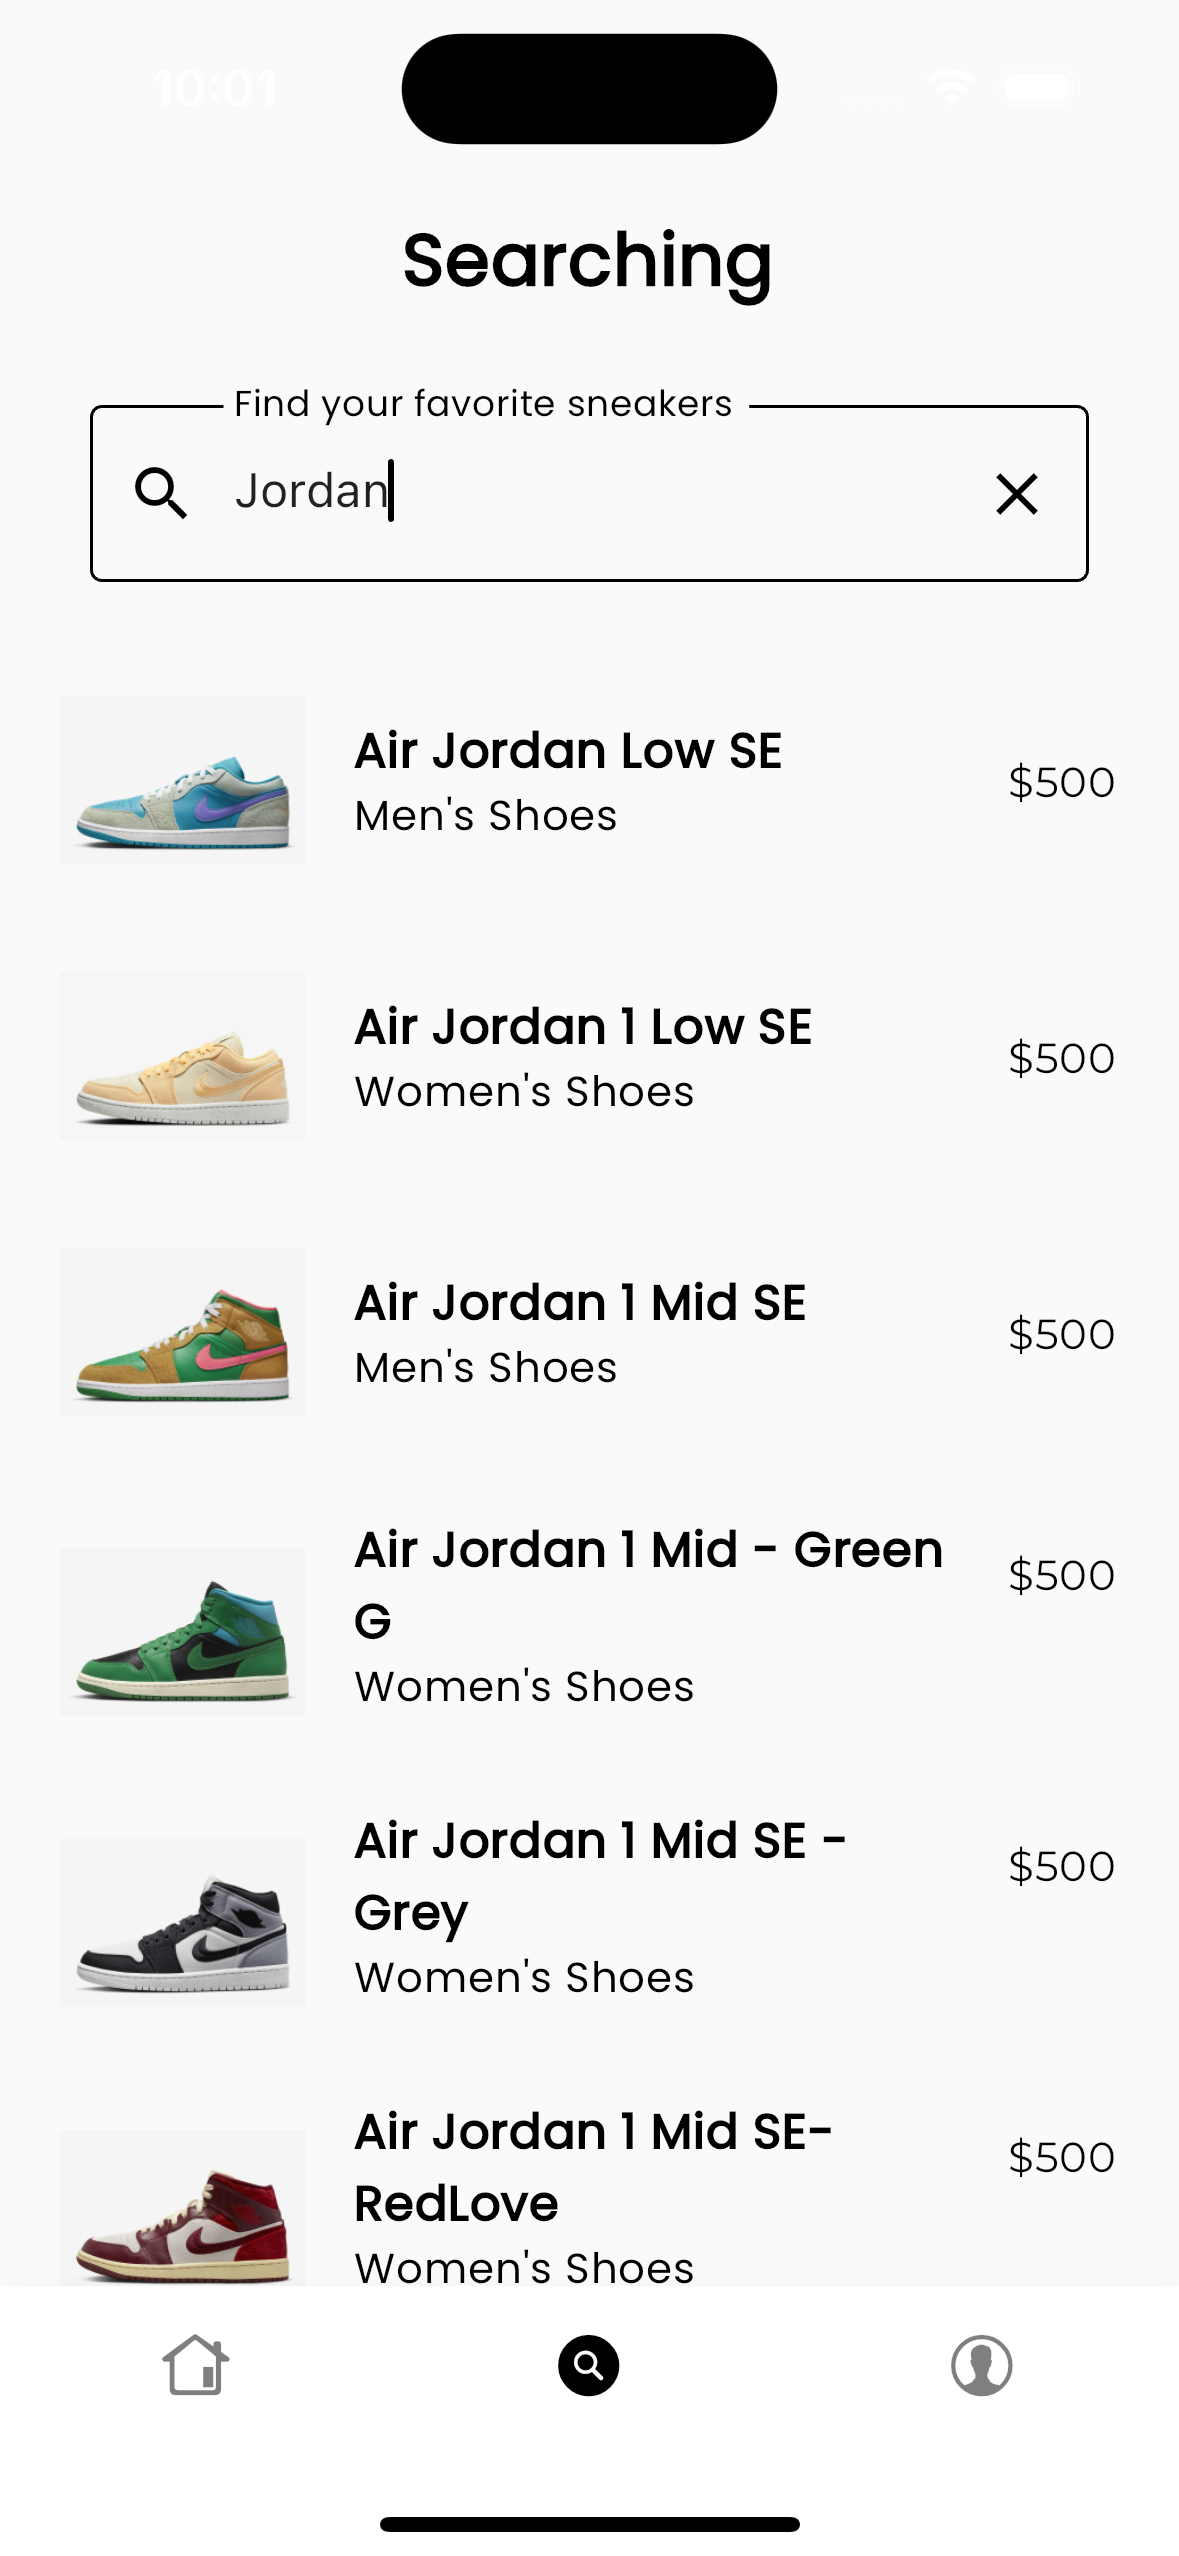 10:01
Searching
Find your favorite sneakers
Jordan
Air Jordan Low SE
Men's Shoes
$500
Air Jordan 1 Low SE
Women's Shoes
$500
Air Jordan 1 Mid SE
Men's Shoes
$500
Air Jordan 1 Mid - Green
G
Women's Shoes
$500
Air Jordan 1 Mid SE -
Grey
Women's Shoes
$500
Air Jordan 1 Mid SE-
RedLove
Women's Shoes
$500